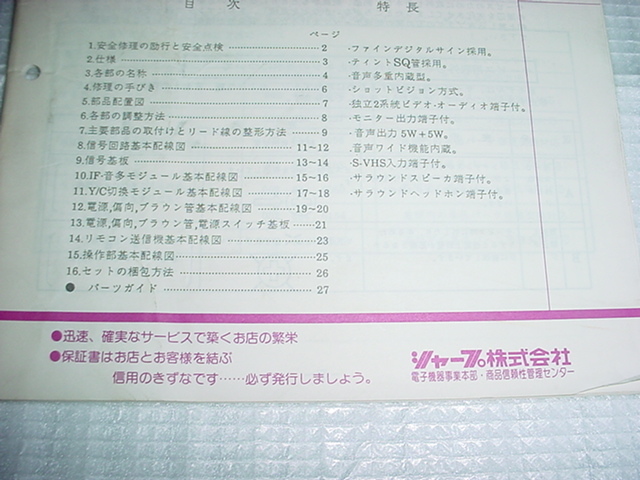 目 次
ページ
1.安全修理の励行と安全点検 2
2.仕様 3
3.各部の名称 4
4.修理の手びき 6
5.部品配置図 7
6.各部の調整方法 8
7.主要部品の取付けとリード線の整形方法 9
8.信号回路基本配線図 11~12
9.信号基板 13~14
10.IF·音多モジュール基本配線図 15~16
11.Y/C切換モジュール基本配線図 17~18
12.電源,偏向,ブラウン管基本配線図 19~20
13.電源,偏向,ブラウン管,電源スイッチ基板 21
14.リモコン送信機基本配線図 23
15.操作部基本配線図 25
16.セットの梱包方法 26
● パーツガイド 27
特 長
·ファインデジタルサイン採用。
·ティントSQ管採用。
·音声多重内蔵型。
·ショットビジョン方式。
·独立2系統ビデオ·オーディオ端子付。
·モニター出力端子付。
·音声出力 5W+5W。
·音声ワイド機能内蔵。
·S-VHS入力端子付。
·サラウンドスピーカ端子付。
·サラウンドヘッドホン端子付。
●迅速、確実なサービスで築くお店の繁栄
●保証書はお店とお客様を結ぶ
信用のきずなです……必ず発行しましょう。
シャープ株式会社
電子機器事業本部·商品信頼性管理センター